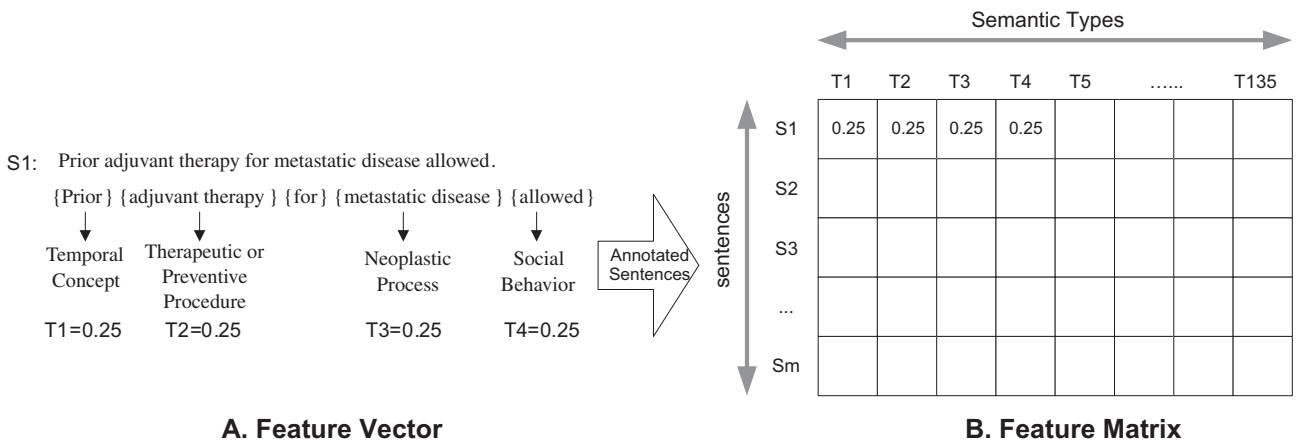 S1: Prior adjuvant therapy for metastatic disease allowed.
{Prior} {adjuvant therapy } {for} {metastatic disease } {allowed}
Temporal
Concept
Therapeutic or
Preventive
Procedure
Neoplastic
Process
Social
Behavior
T1=0.25 T2=0.25 T3=0.25 T4=0.25
A. Feature Vector
Annotated
Sentences
Semantic Types
T1 T2 T3 T4 T5 ...... T135
sentences
S1 0.25 0.25 0.25 0.25
S2
S3
...
Sm
B. Feature Matrix